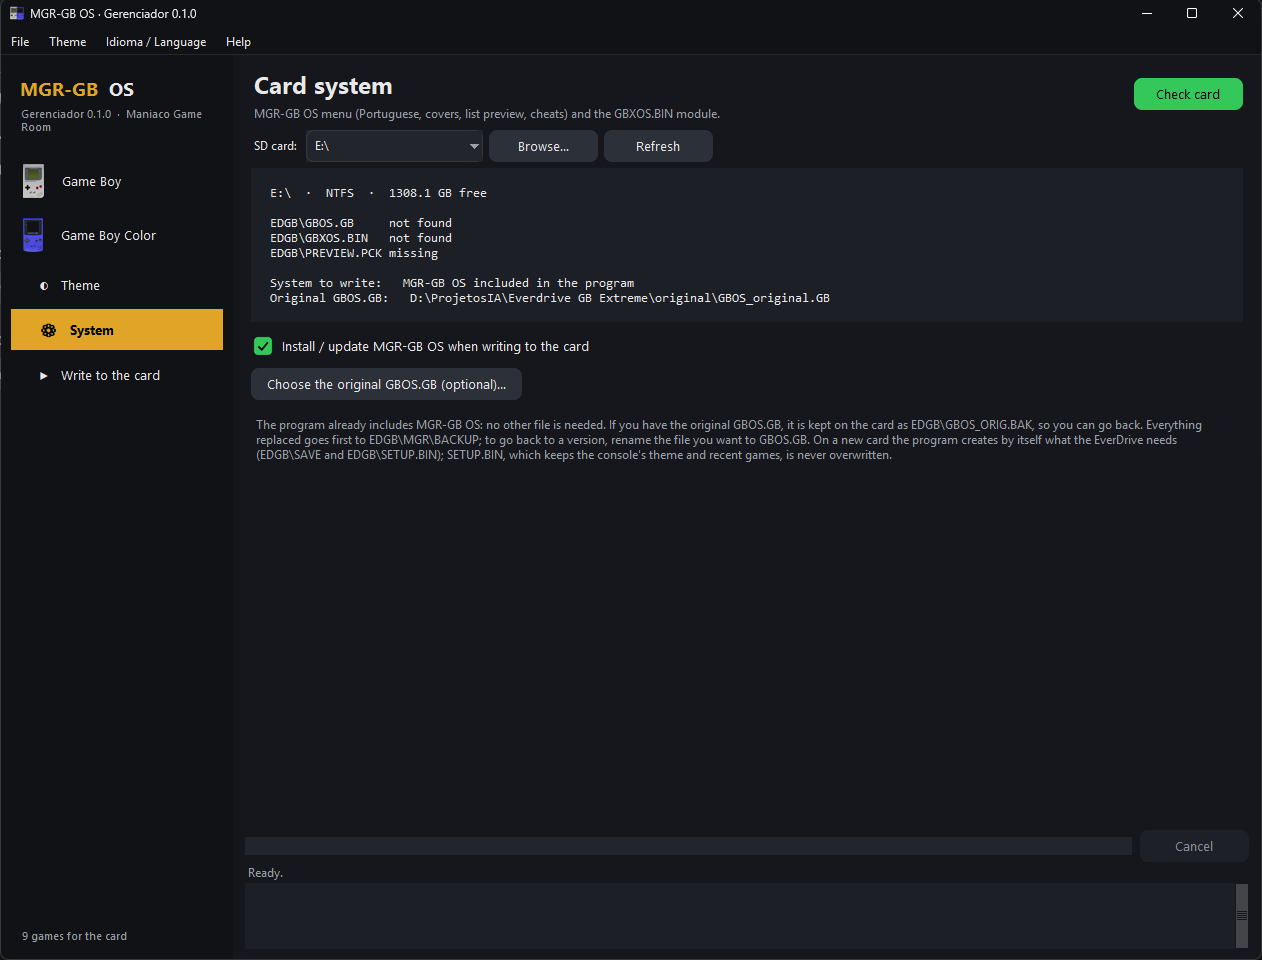 MGR-GB OS · Gerenciador 0.1.0
File Theme Idioma / Language Help
MGR-GB OS
Gerenciador 0.1.0 · Maniaco Game
Room
Game Boy
Game Boy Color
Theme
System
Write to the card
9 games for the card
Card system
Check card
MGR-GB OS menu (Portuguese, covers, list preview, cheats) and the GBXOS.BIN module.
SD card: E:\ Browse... Refresh
E:\ · NTFS · 1308.1 GB free
EDGB\GBOS.GB not found
EDGB\GBXOS.BIN not found
EDGB\PREVIEW.PCK missing
System to write: MGR-GB OS included in the program
Original GBOS.GB: D:\ProjetosIA\Everdrive GB Extreme\original\GBOS_original.GB
Install / update MGR-GB OS when writing to the card
Choose the original GBOS.GB (optional)...
The program already includes MGR-GB OS: no other file is needed. If you have the original GBOS.GB, it is kept on the card as EDGB\GBOS_ORIG.BAK, so you can go back. Everything
replaced goes first to EDGB\MGR\BACKUP; to go back to a version, rename the file you want to GBOS.GB. On a new card the program creates by itself what the EverDrive needs
(EDGB\SAVE and EDGB\SETUP.BIN); SETUP.BIN, which keeps the console's theme and recent games, is never overwritten.
Cancel
Ready.